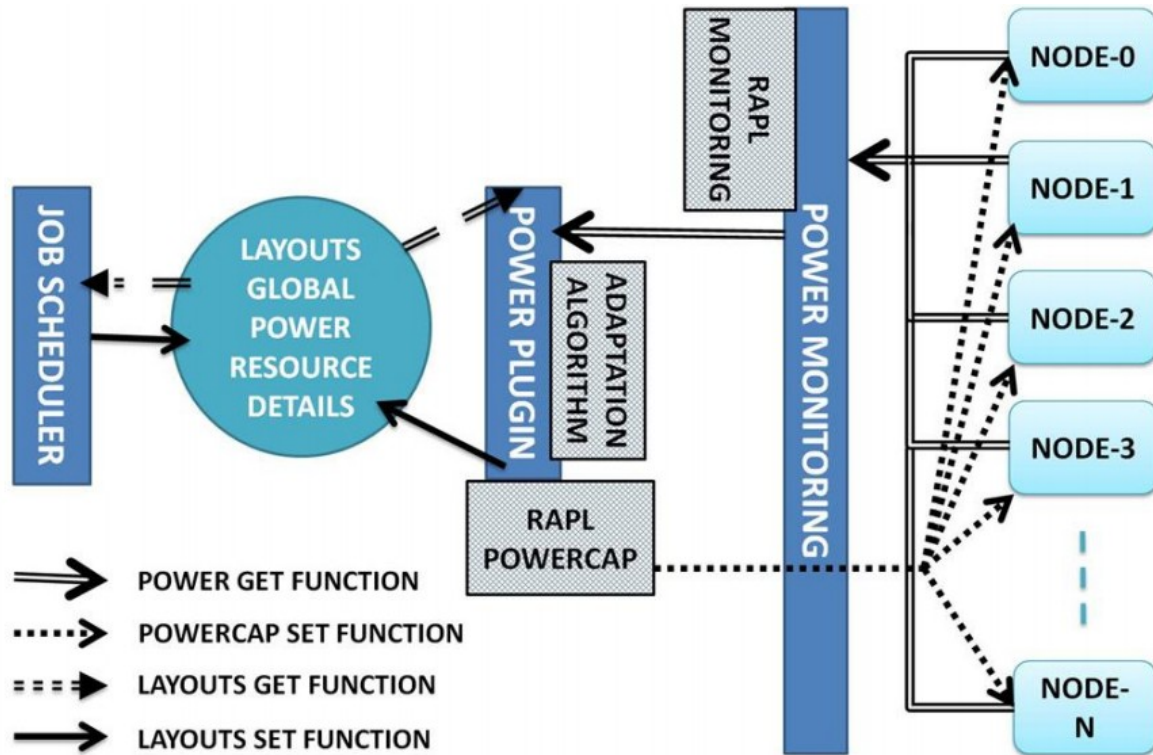 JOB SCHEDULER
LAYOUTS
GLOBAL
POWER
RESOURCE
DETAILS
POWER PLUGIN
ADAPTATION
ALGORITHM
RAPL
POWERCAP
RAPL
MONITORING
POWER MONITORING
NODE-0
NODE-1
NODE-2
NODE-3
NODE-
N
POWER GET FUNCTION
POWERCAP SET FUNCTION
LAYOUTS GET FUNCTION
LAYOUTS SET FUNCTION